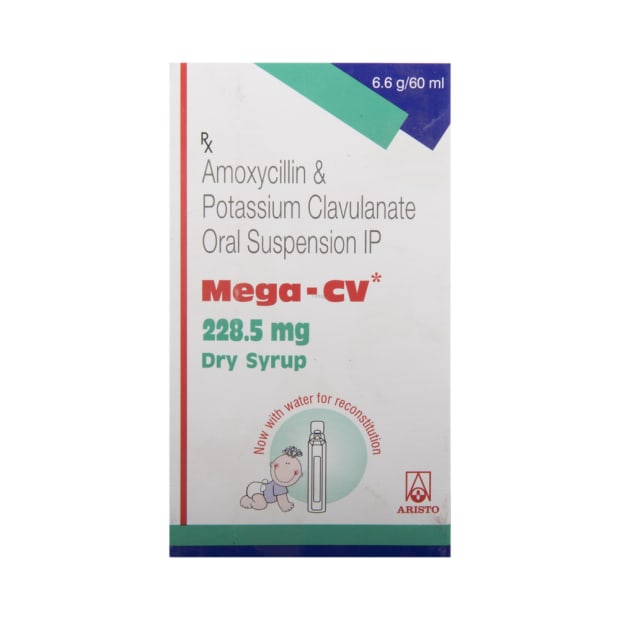 6.6 g/60 ml
Rx
Amoxycillin &
Potassium Clavulanate
Oral Suspension IP
Mega-CV*
228.5 mg
Dry Syrup
Now with water for reconstitution
ARISTO